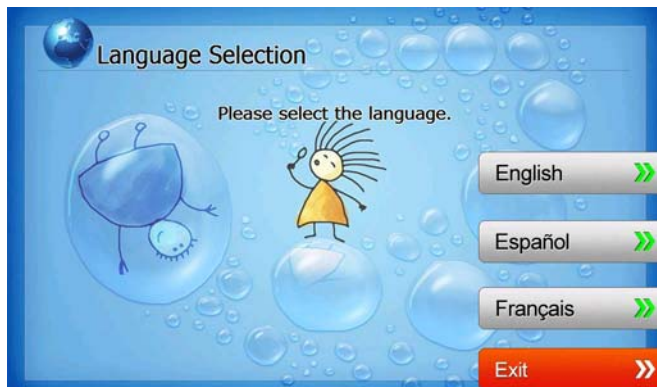 Language Selection
Please select the language.
English
Español
Français
Exit